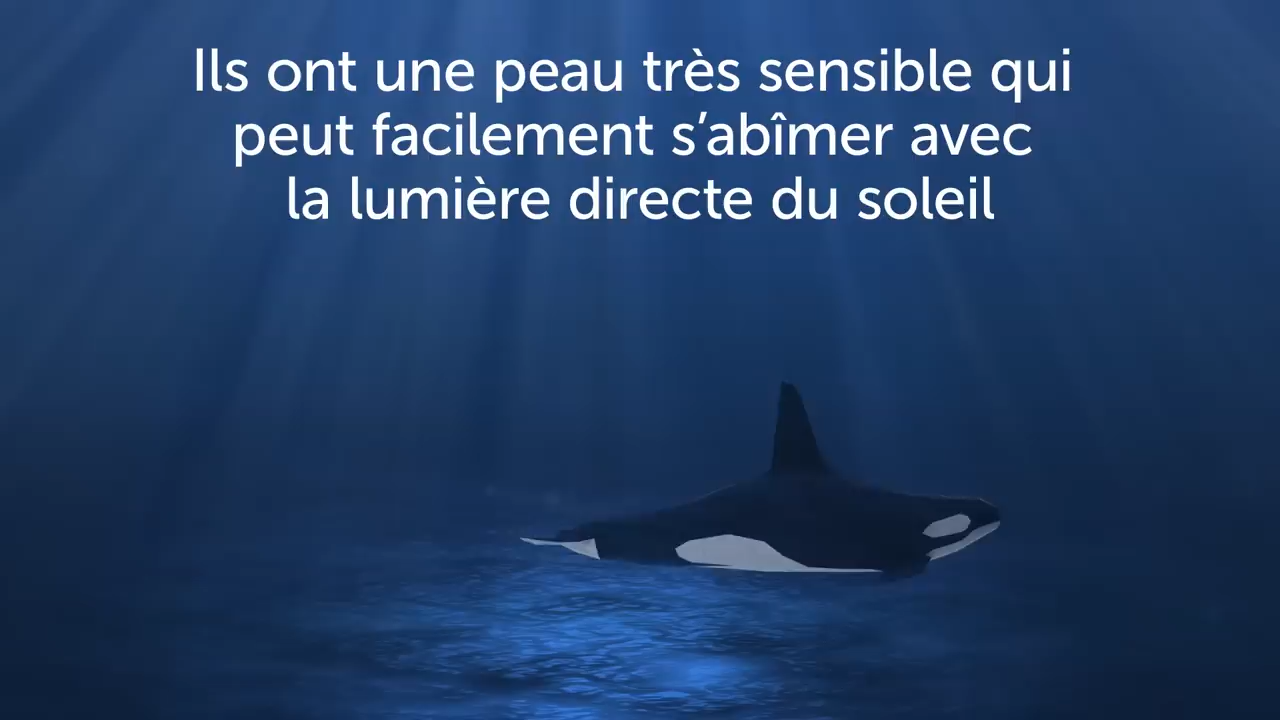 Ils ont une peau très sensible qui
peut facilement s’abîmer avec
la lumière directe du soleil